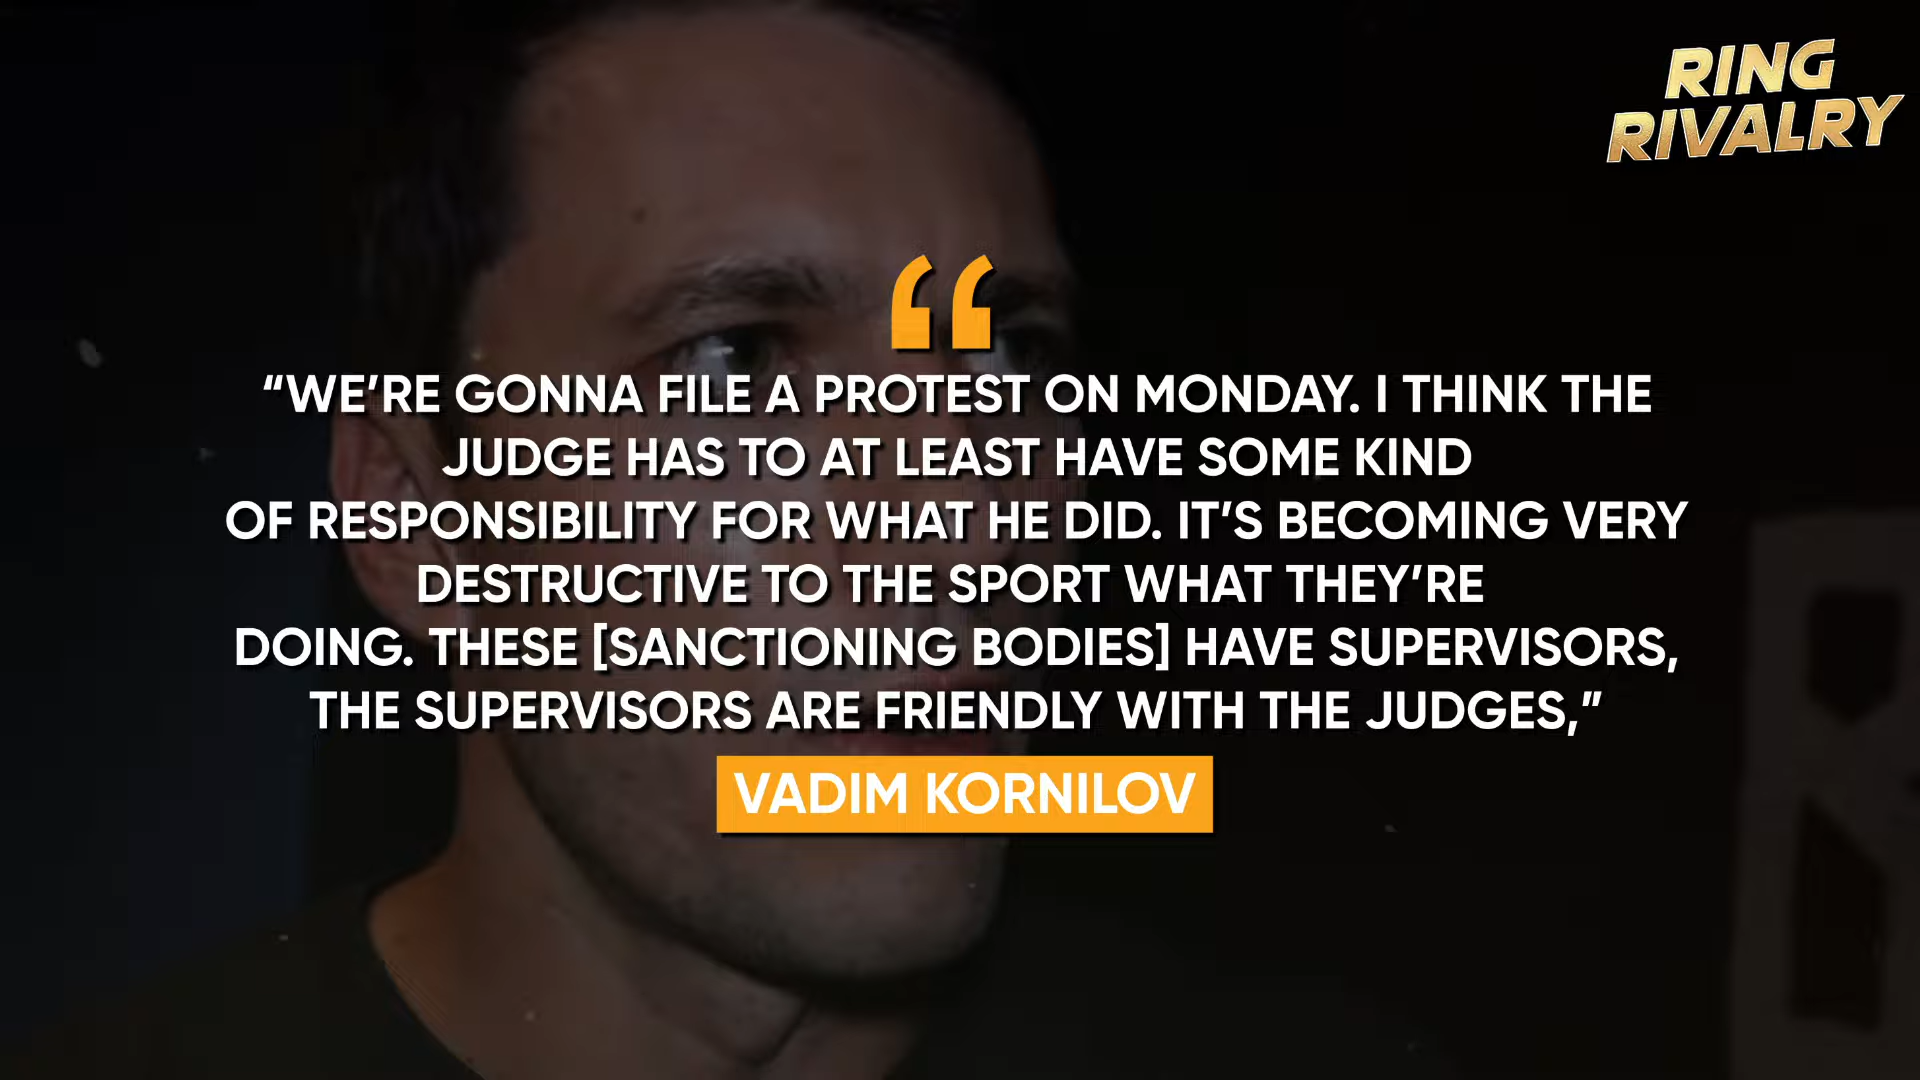 RING
RIVALRY
“
“WE’RE GONNA FILE A PROTEST ON MONDAY. I THINK THE
JUDGE HAS TO AT LEAST HAVE SOME KIND
OF RESPONSIBILITY FOR WHAT HE DID. IT’S BECOMING VERY
DESTRUCTIVE TO THE SPORT WHAT THEY’RE
DOING. THESE [SANCTIONING BODIES] HAVE SUPERVISORS,
THE SUPERVISORS ARE FRIENDLY WITH THE JUDGES,”
VADIM KORNILOV